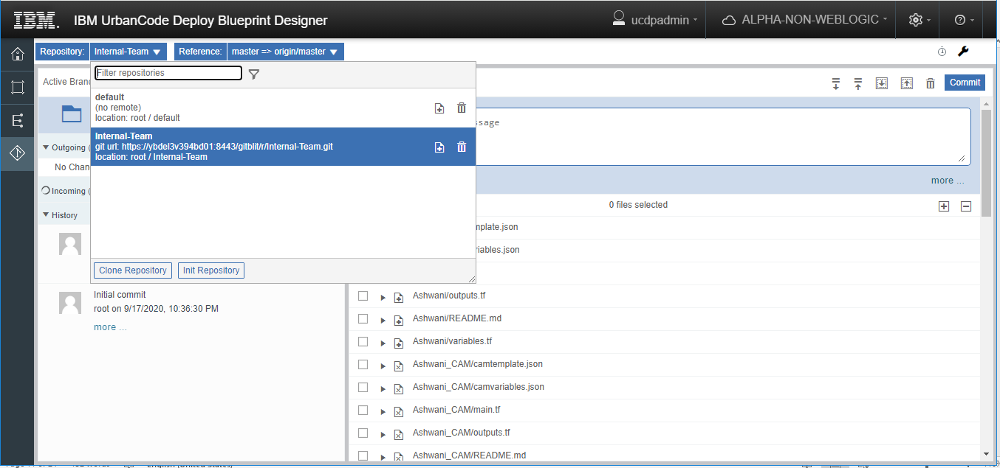 IBM. IBM UrbanCode Deploy Blueprint Designer
ucdpadmin
ALPHA-NON-WEBLOGIC
Repository: Internal-Team
Reference: master => origin/master
Filter repositories
default
(no remote)
location: root / default
Internal-Team
git url: https://ybdel3v394bd01:8443/gitblit/r/Internal-Team.git
location: root / Internal-Team
Clone Repository
Init Repository
Active Branc
Outgoing (
No Chan
Incoming (
History
Initial commit
root on 9/17/2020, 10:36:30 PM
more ...
Commit
ssage
more ...
0 files selected
mplate.json
riables.json
Ashwani/outputs.tf
Ashwani/README.md
Ashwani/variables.tf
Ashwani_CAM/camtemplate.json
Ashwani_CAM/camvariables.json
Ashwani_CAM/main.tf
Ashwani_CAM/outputs.tf
Ashwani_CAM/README.md
English (United States)